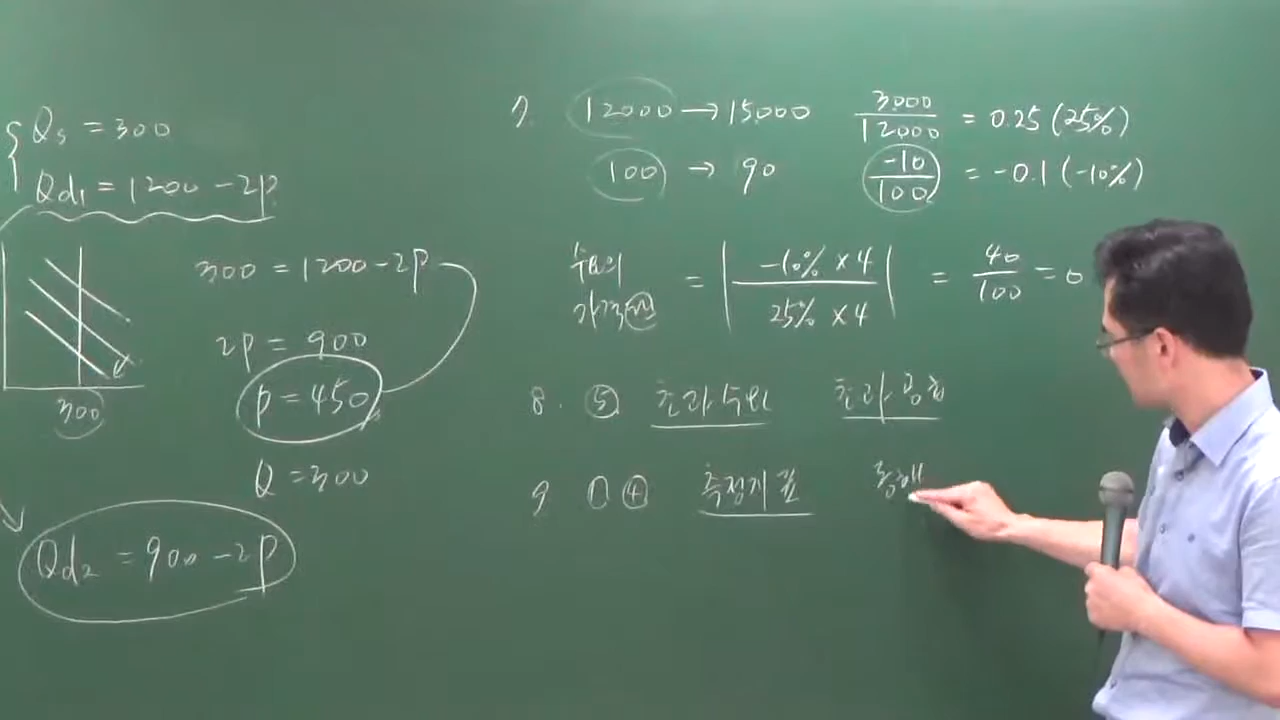 Qs = 300
Qd1 = 1200 - 2p
300
300 = 1200 - 2p
2p = 900
p = 450
Q = 300
Qd2 = 900 - 2p
7. 12000 → 15000 3000/12000 = 0.25 (25%)
100 → 90 -10/100 = -0.1 (-10%)
수요의 가격탄 = | -10% × 4 / 25% × 4 | = 40/100 = 0
8. ⑤ 초과수요 초과공급
9 ④ 측정지표